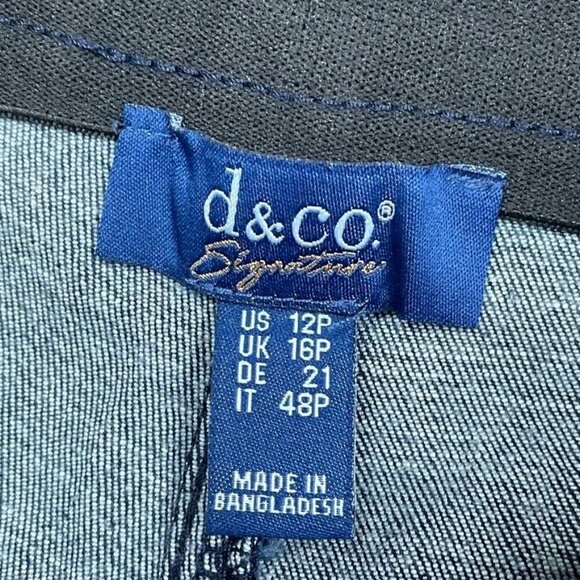 d&co.®
Signature
US 12P
UK 16P
DE 21
IT 48P
MADE IN
BANGLADESH